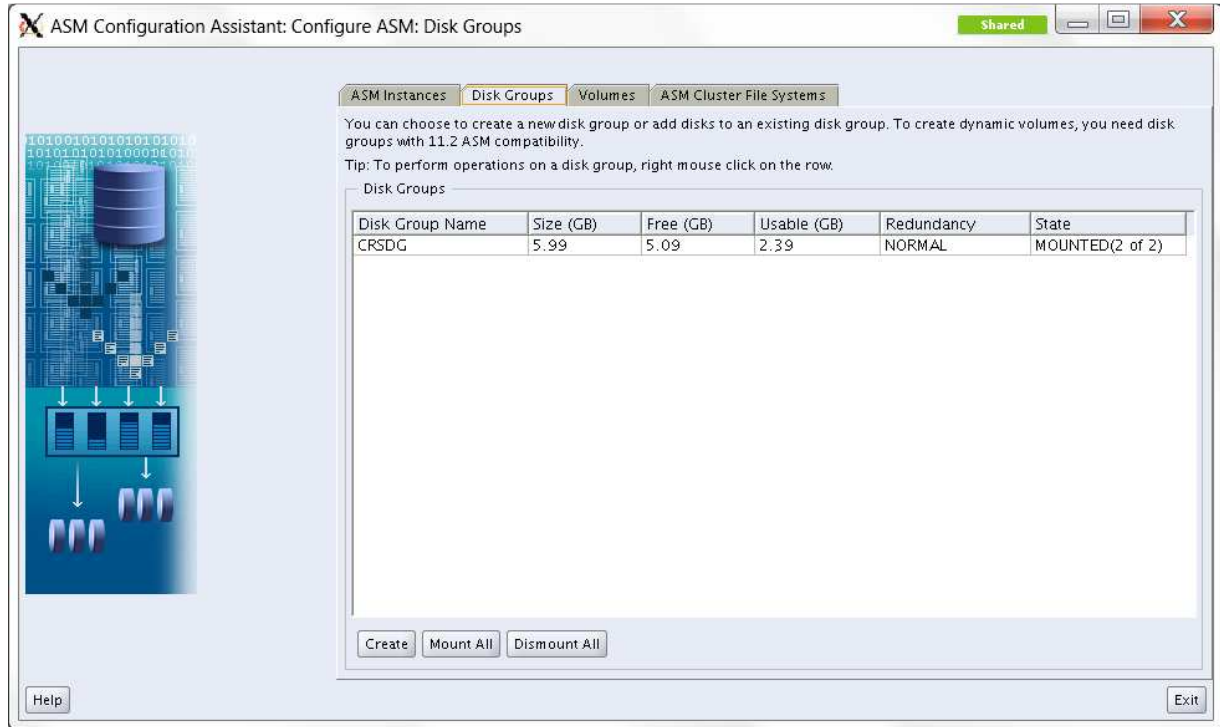 ASM Configuration Assistant: Configure ASM: Disk Groups
Shared
ASM Instances Disk Groups Volumes ASM Cluster File Systems
You can choose to create a new disk group or add disks to an existing disk group. To create dynamic volumes, you need disk
groups with 11.2 ASM compatibility.
Tip: To perform operations on a disk group, right mouse click on the row.
Disk Groups
Disk Group Name Size (GB) Free (GB) Usable (GB) Redundancy State
CRSDG 5.99 5.09 2.39 NORMAL MOUNTED(2 of 2)
Create Mount All Dismount All
Help Exit